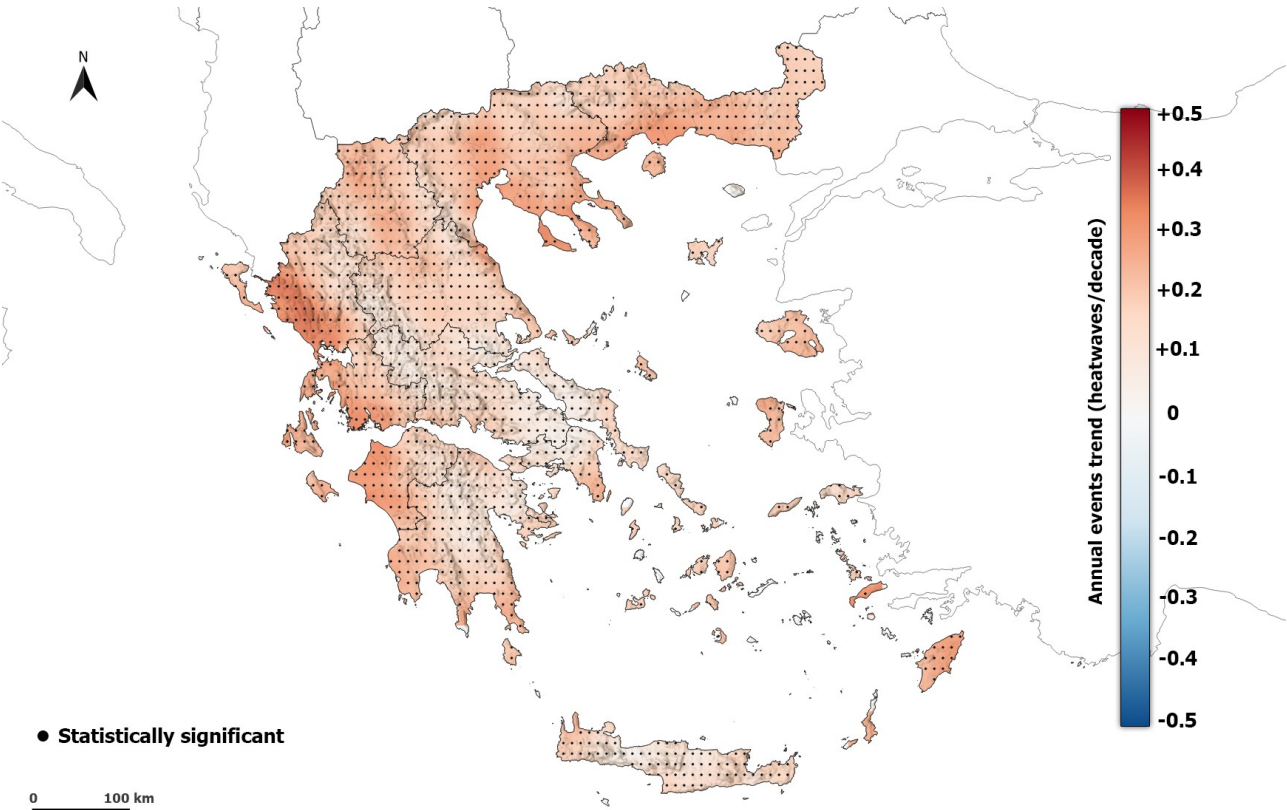 N
+0.5
+0.4
+0.3
+0.2
+0.1
0
-0.1
-0.2
-0.3
-0.4
-0.5
Annual events trend (heatwaves/decade)
Statistically significant
0 100 km